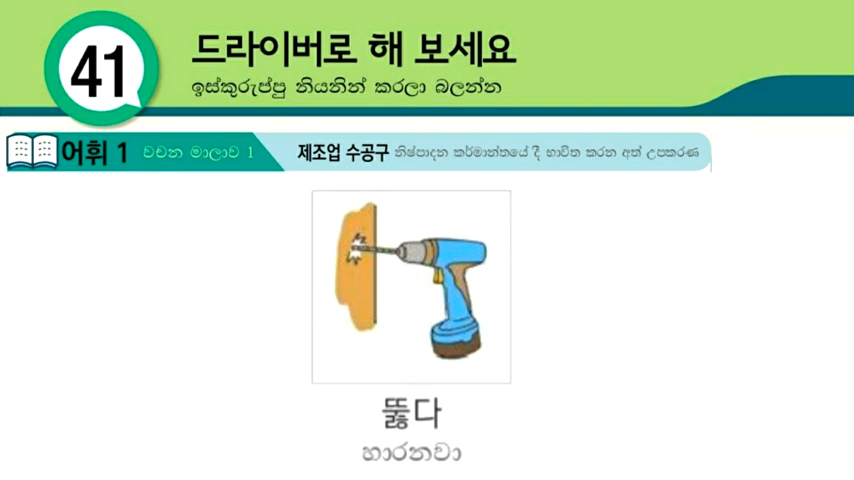 41
드라이버로 해 보세요
ඉස්කුරුප්පු නියනින් කරලා බලන්න
어휘 1 වචන මාලාව 1 제조업 수공구 නිෂ්පාදන කර්මාන්තයේ දී භාවිත කරන අත් උපකරණ
뚫다
හාරනවා